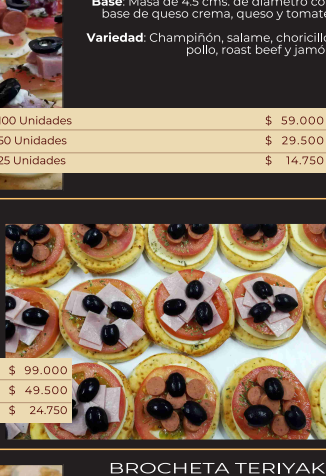 Base: Masa de 4.5 cms. de diámetro co
base de queso crema, queso y tomate
Variedad: Champiñón, salame, choricill
pollo, roast beef y jamó
100 Unidades $ 59.000
50 Unidades $ 29.500
25 Unidades $ 14.750
$ 99.000
$ 49.500
$ 24.750
BROCHETA TERIYAK